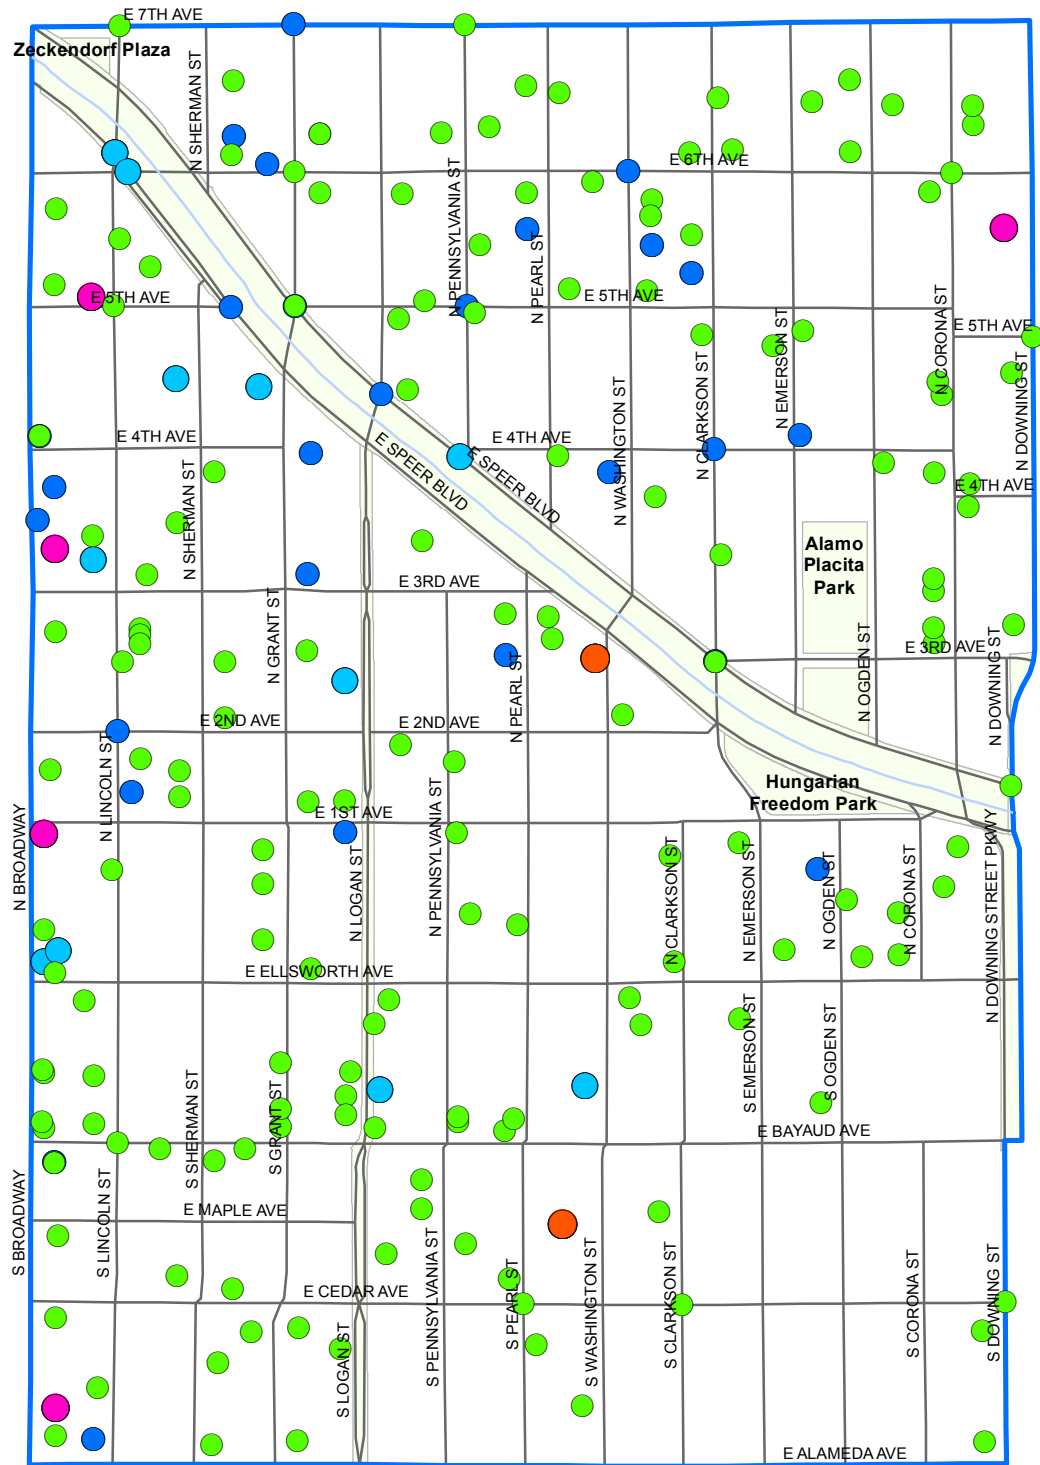 E 7TH AVE
Zeckendorf Plaza
N SHERMAN ST
E 6TH AVE
N PENNSYLVANIA ST
N PEARL ST
E 5TH AVE
E 5TH AVE
N CORONA ST
E 5TH AVE
N EMERSON ST
N CLARKSON ST
N DOWNING ST
N WASHINGTON ST
E 4TH AVE
E 4TH AVE
E SPEER BLVD
E SPEER BLVD
N SHERMAN ST
E 4TH AVE
Alamo
Placita
Park
E 3RD AVE
N GRANT ST
E 3RD AVE
N OGDEN ST
N DOWNING ST
N PEARL ST
E 2ND AVE
E 2ND AVE
N LINCOLN ST
Hungarian
Freedom Park
N BROADWAY
E 1ST AVE
N LOGAN ST
N PENNSYLVANIA ST
N CLARKSON ST
N EMERSON ST
N OGDEN ST
N CORONA ST
N DOWNING STREET PKWY
E ELLSWORTH AVE
S EMERSON ST
S OGDEN ST
S SHERMAN ST
S GRANT ST
E BAYAUD AVE
S BROADWAY
S LINCOLN ST
E MAPLE AVE
S PENNSYLVANIA ST
S PEARL ST
S WASHINGTON ST
S CLARKSON ST
S CORONA ST
S DOWNING ST
E CEDAR AVE
S LOGAN ST
E ALAMEDA AVE